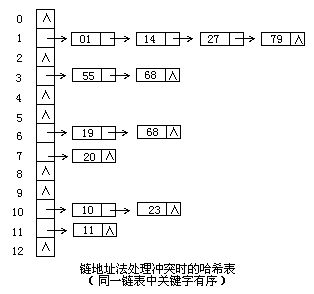 0 ∧
1 01 14 27 79 ∧
2 ∧
3 55 68 ∧
4 ∧
5 ∧
6 19 68 ∧
7 20 ∧
8 ∧
9 ∧
10 10 23 ∧
11 11 ∧
12 ∧
链地址法处理冲突时的哈希表
（同一链表中关键字有序）